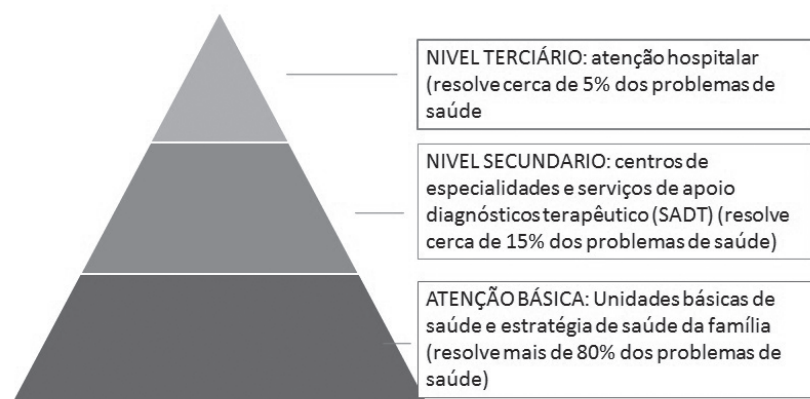 NIVEL TERCIÁRIO: atenção hospitalar
(resolve cerca de 5% dos problemas de
saúde
NIVEL SECUNDARIO: centros de
especialidades e serviços de apoio
diagnósticos terapêutico (SADT) (resolve
cerca de 15% dos problemas de saúde)
ATENÇÃO BÁSICA: Unidades básicas de
saúde e estratégia de saúde da família
(resolve mais de 80% dos problemas de
saúde)